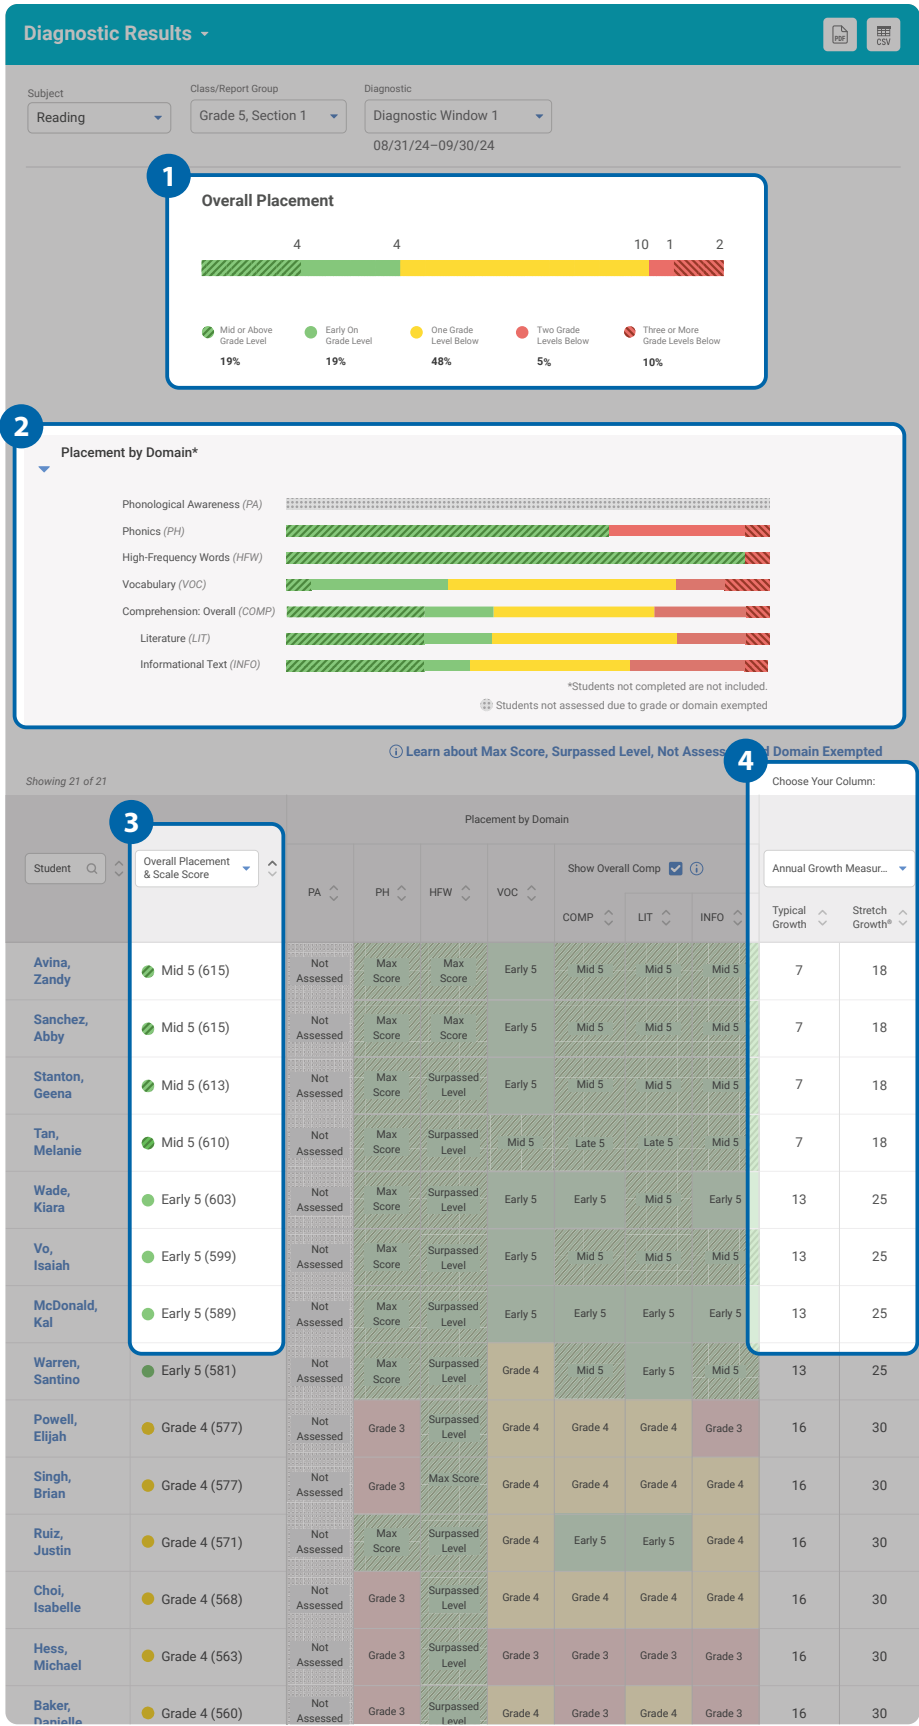 Diagnostic Results
PDF
CSV
Subject
Class/Report Group
Diagnostic
Reading
Grade 5, Section 1
Diagnostic Window 1
08/31/24–09/30/24
1
Overall Placement
4 4 10 1 2
Mid or Above Grade Level
19%
Early On Grade Level
19%
One Grade Level Below
48%
Two Grade Levels Below
5%
Three or More Grade Levels Below
10%
2
Placement by Domain*
Phonological Awareness (PA)
Phonics (PH)
High-Frequency Words (HFW)
Vocabulary (VOC)
Comprehension: Overall (COMP)
Literature (LIT)
Informational Text (INFO)
*Students not completed are not included.
Students not assessed due to grade or domain exempted
Learn about Max Score, Surpassed Level, Not Assess d Domain Exempted
4
Showing 21 of 21
Choose Your Column:
3
Placement by Domain
Student
Overall Placement & Scale Score
PA
PH
HFW
VOC
Show Overall Comp
COMP
LIT
INFO
Annual Growth Measur...
Typical Growth
Stretch Growth®
Avina, Zandy Mid 5 (615) Not Assessed Max Score Max Score Early 5 Mid 5 Mid 5 Mid 5 7 18
Sanchez, Abby Mid 5 (615) Not Assessed Max Score Max Score Early 5 Mid 5 Mid 5 Mid 5 7 18
Stanton, Geena Mid 5 (613) Not Assessed Max Score Surpassed Level Early 5 Mid 5 Mid 5 Mid 5 7 18
Tan, Melanie Mid 5 (610) Not Assessed Max Score Surpassed Level Mid 5 Late 5 Late 5 Mid 5 7 18
Wade, Kiara Early 5 (603) Not Assessed Max Score Surpassed Level Early 5 Early 5 Mid 5 Early 5 13 25
Vo, Isaiah Early 5 (599) Not Assessed Max Score Surpassed Level Early 5 Mid 5 Mid 5 Mid 5 13 25
McDonald, Kal Early 5 (589) Not Assessed Max Score Surpassed Level Early 5 Early 5 Early 5 Early 5 13 25
Warren, Santino Early 5 (581) Not Assessed Max Score Surpassed Level Grade 4 Mid 5 Early 5 Mid 5 13 25
Powell, Elijah Grade 4 (577) Not Assessed Grade 3 Surpassed Level Grade 4 Grade 4 Grade 4 Grade 3 16 30
Singh, Brian Grade 4 (577) Not Assessed Grade 3 Max Score Grade 4 Grade 4 Grade 4 Grade 4 16 30
Ruiz, Justin Grade 4 (571) Not Assessed Max Score Surpassed Level Grade 4 Early 5 Early 5 Grade 4 16 30
Choi, Isabelle Grade 4 (568) Not Assessed Grade 3 Surpassed Level Grade 4 Grade 4 Grade 4 Grade 4 16 30
Hess, Michael Grade 4 (563) Not Assessed Grade 3 Surpassed Level Grade 3 Grade 3 Grade 3 Grade 3 16 30
Baker, Danielle Grade 4 (560) Not Assessed Grade 3 Surpassed Level Grade 4 Grade 3 Grade 4 Grade 3 16 30